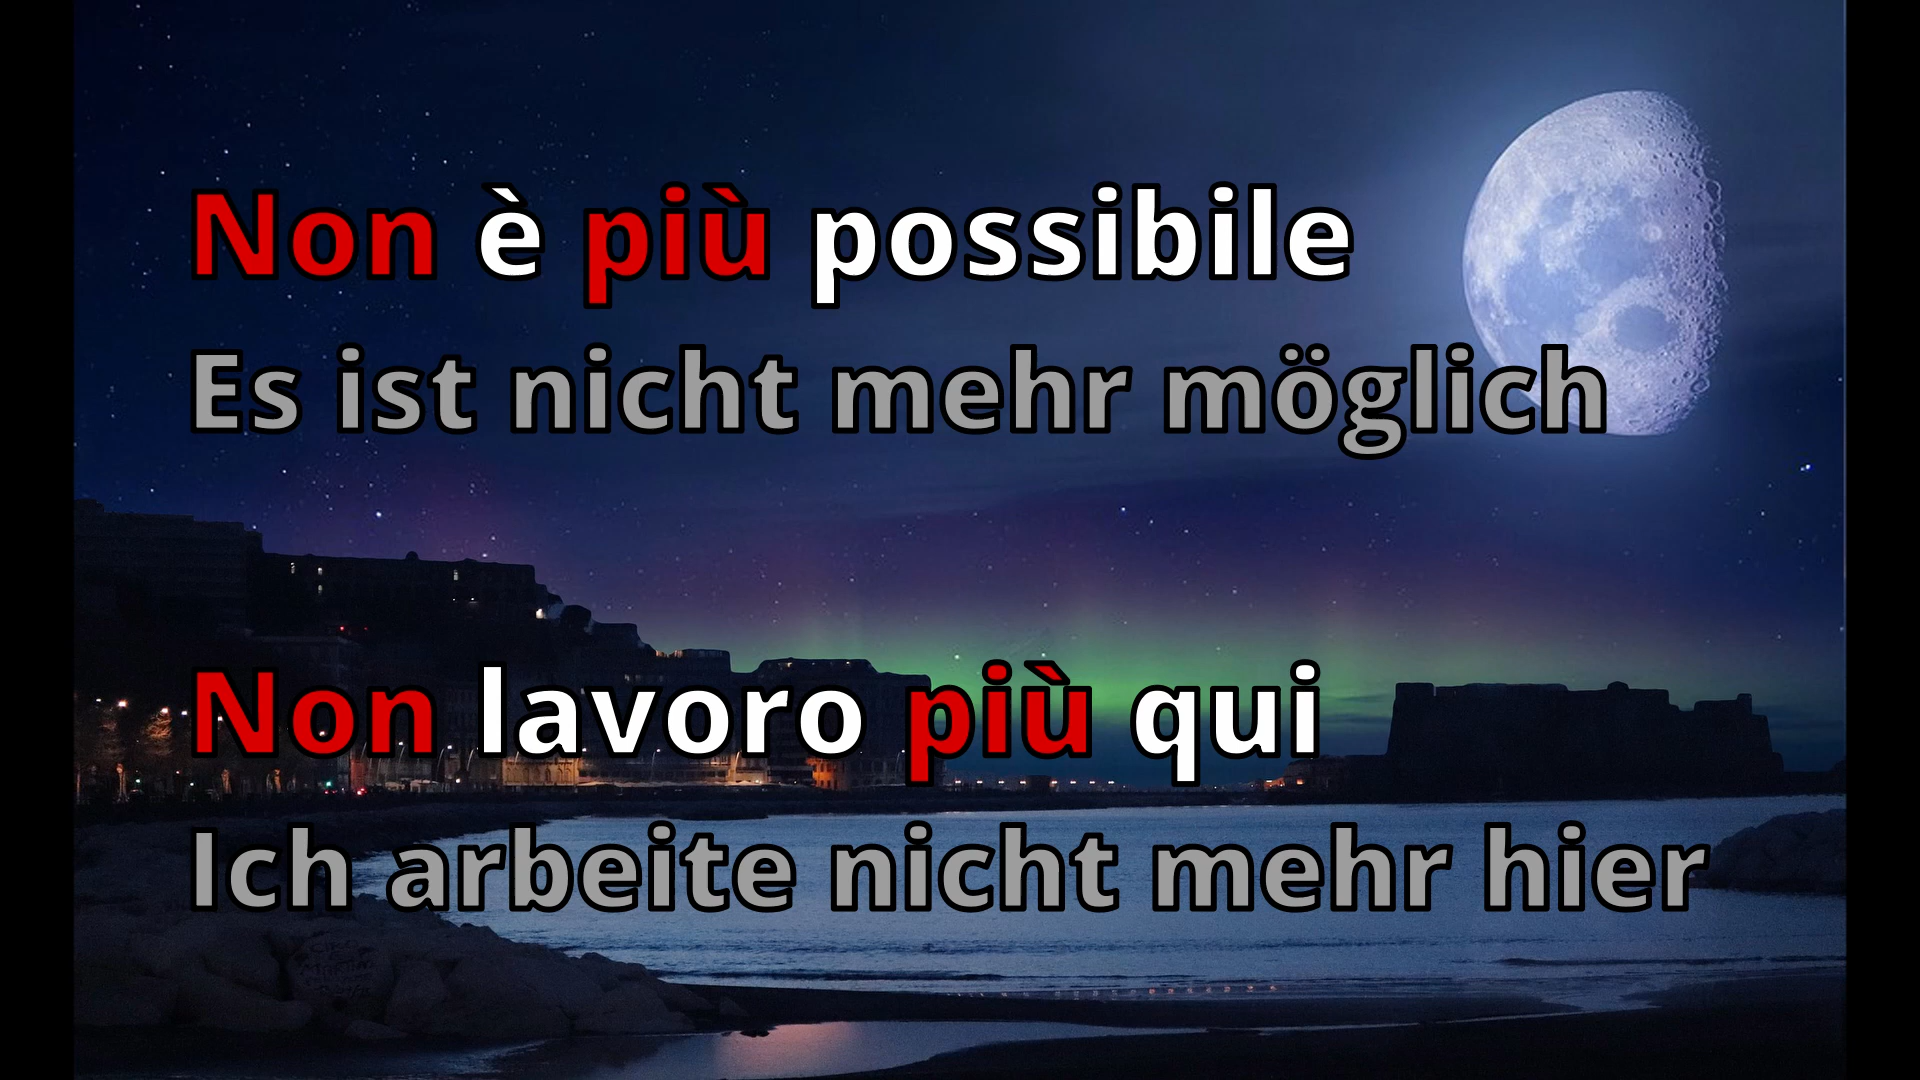 Non è più possibile
Es ist nicht mehr möglich
Non lavoro più qui
Ich arbeite nicht mehr hier